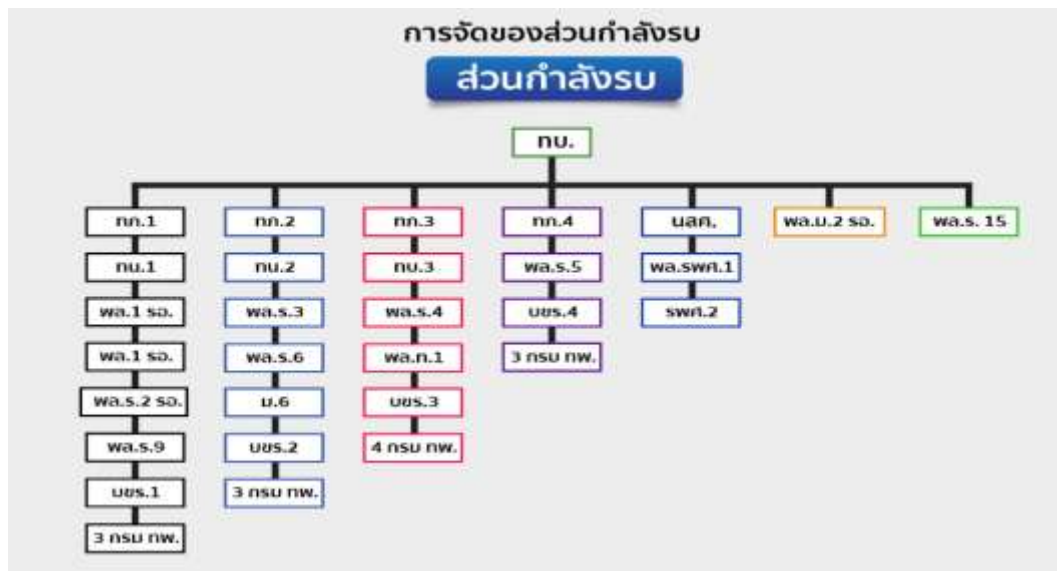 การจัดของส่วนกำลังรบ
ส่วนกำลังรบ
ทบ.
ทภ.1
ทน.1
พล.1 รอ.
พล.1 รอ.
พล.ร.2 รอ.
พล.ร.9
บชร.1
3 กรม ทพ.
ทภ.2
ทน.2
พล.ร.3
พล.ร.6
ม.6
บชร.2
3 กรม ทพ.
ทภ.3
ทน.3
พล.ร.4
พล.ม.1
บชร.3
4 กรม ทพ.
ทภ.4
พล.ร.5
บชร.4
3 กรม ทพ.
นสศ.
พล.รพศ.1
รพศ.2
พล.ม.2 รอ.
พล.ร. 15